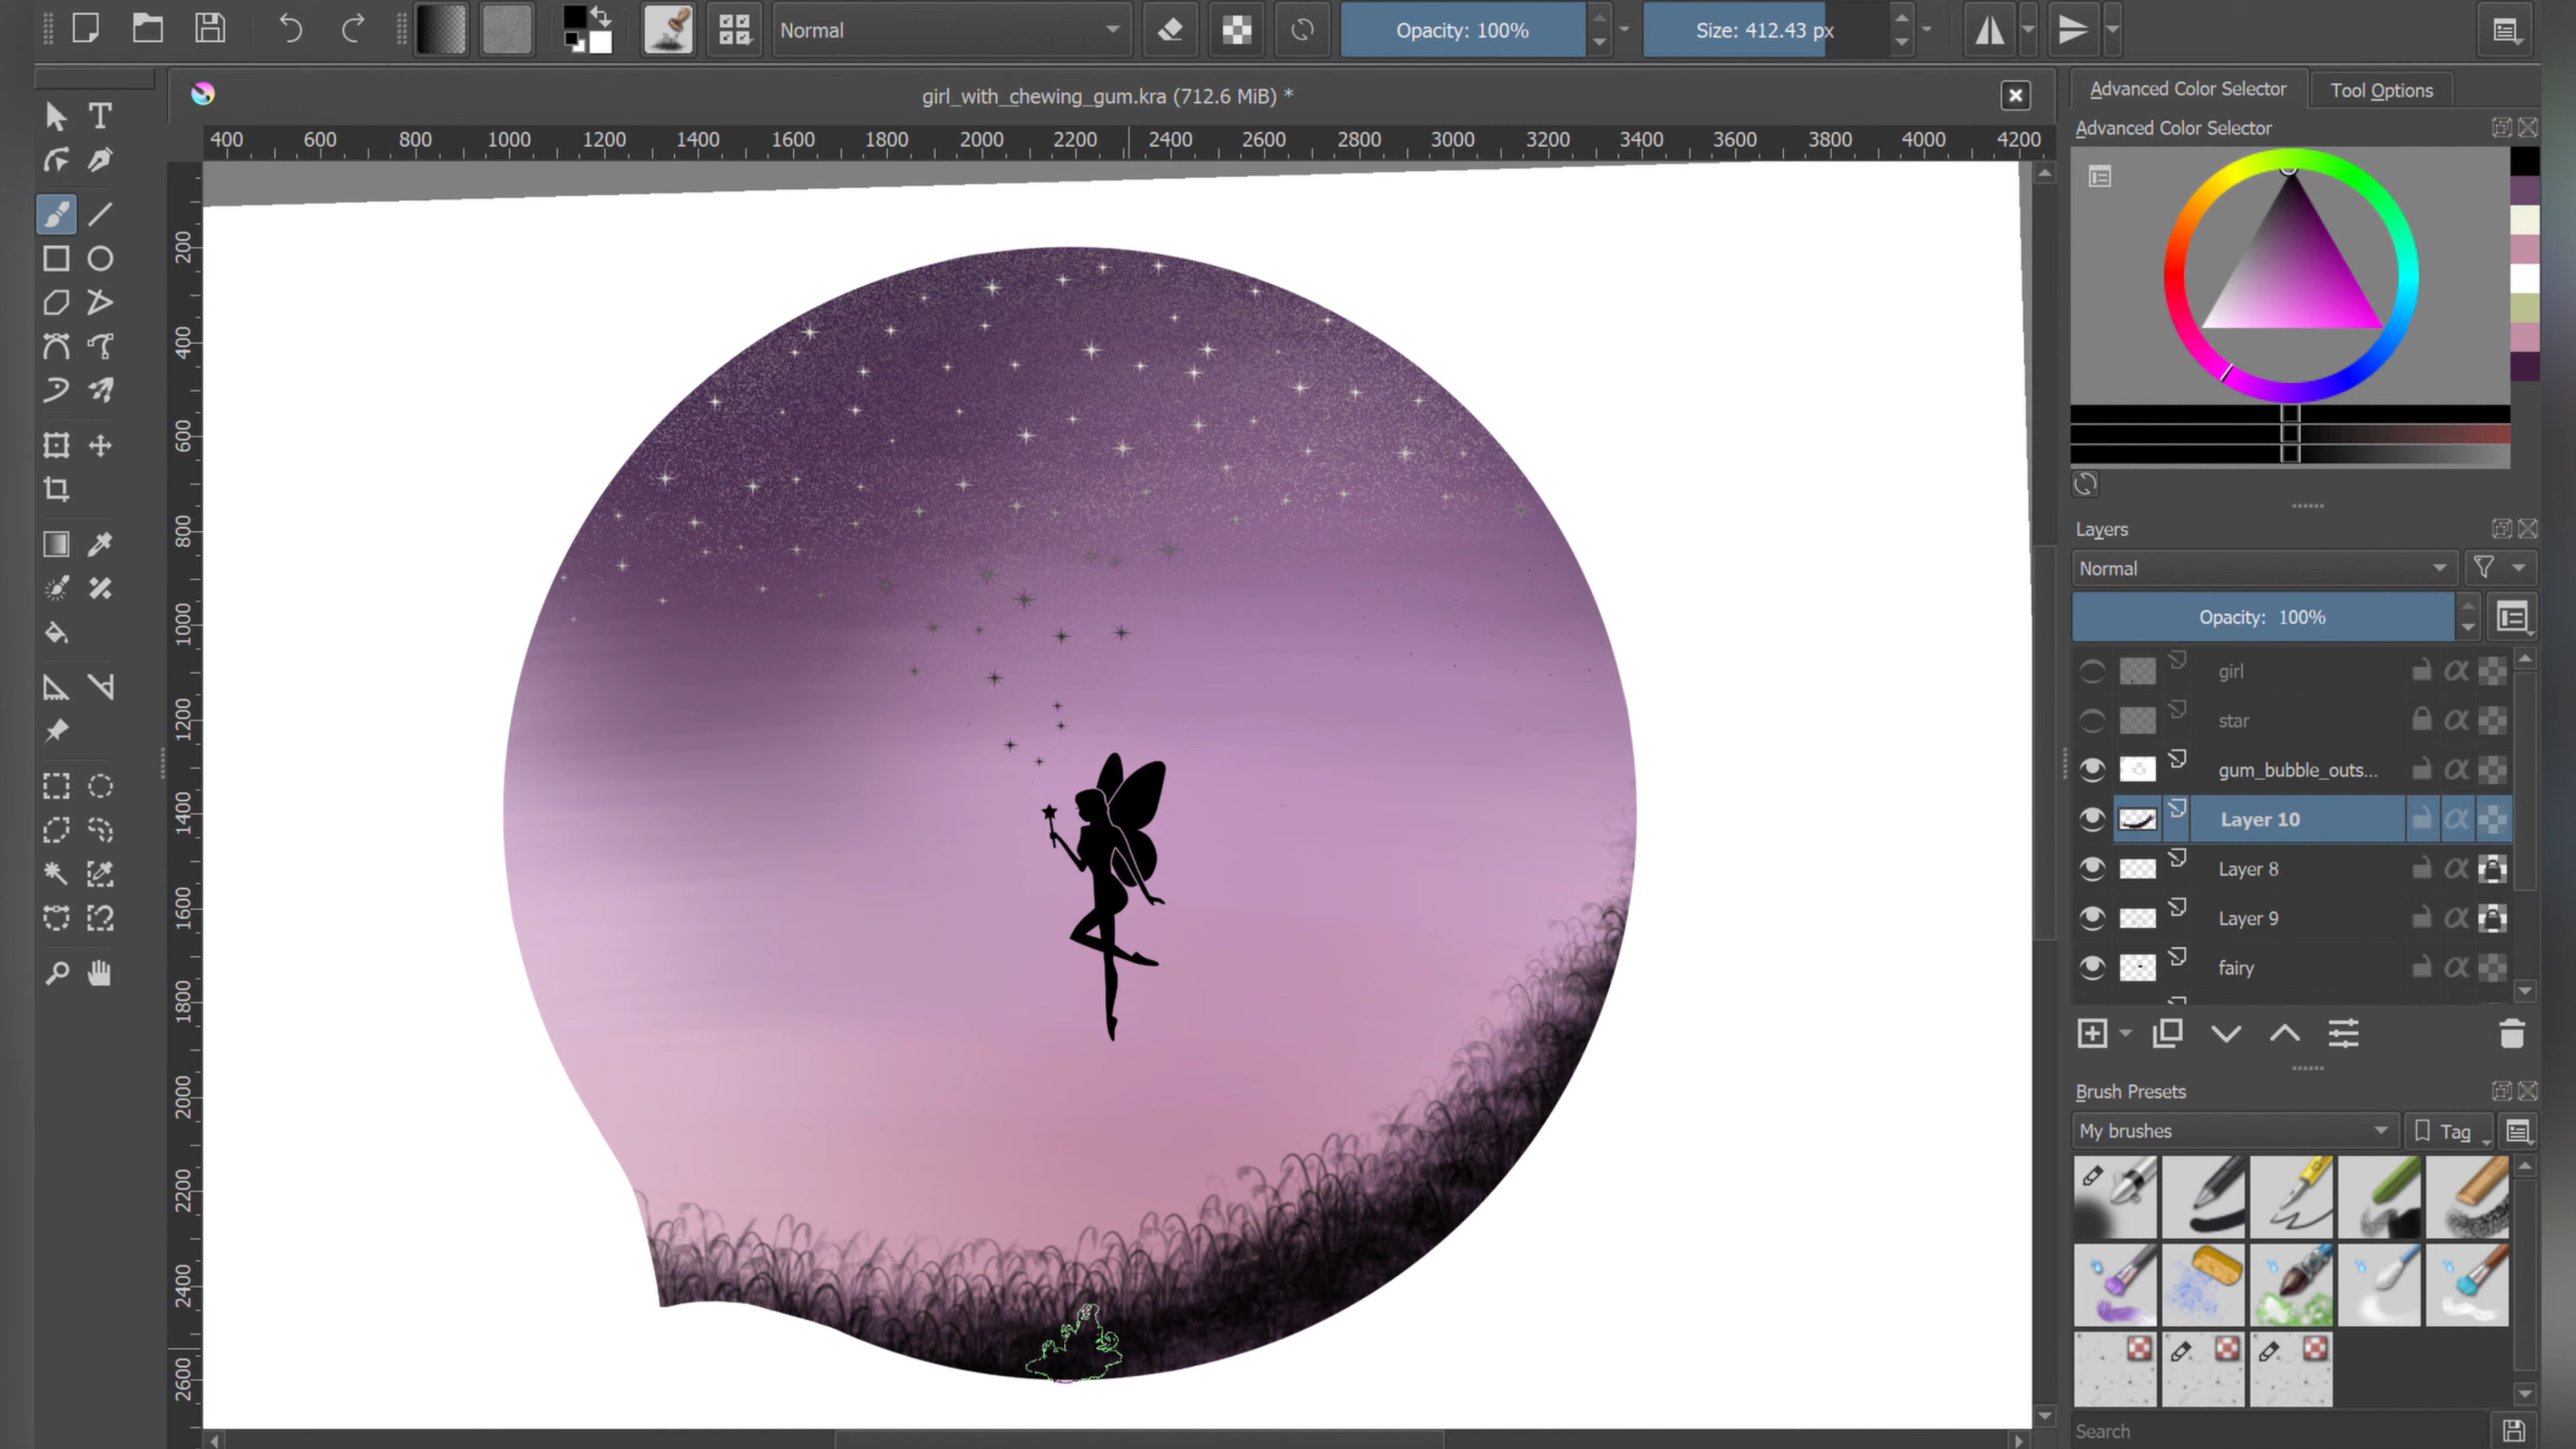 Normal
Opacity: 100%
Size: 412.43 px
girl_with_chewing_gum.kra (712.6 MiB) *
Advanced Color Selector
Tool Options
Advanced Color Selector
400 600 800 1000 1200 1400 1600 1800 2000 2200 2400 2600 2800 3000 3200 3400 3600 3800 4000 4200
200
400
600
800
1000
1200
1400
1600
1800
2000
2200
2400
2600
Layers
Normal
Opacity: 100%
girl
star
gum_bubble_outs...
Layer 10
Layer 8
Layer 9
fairy
Brush Presets
My brushes
Tag
Search